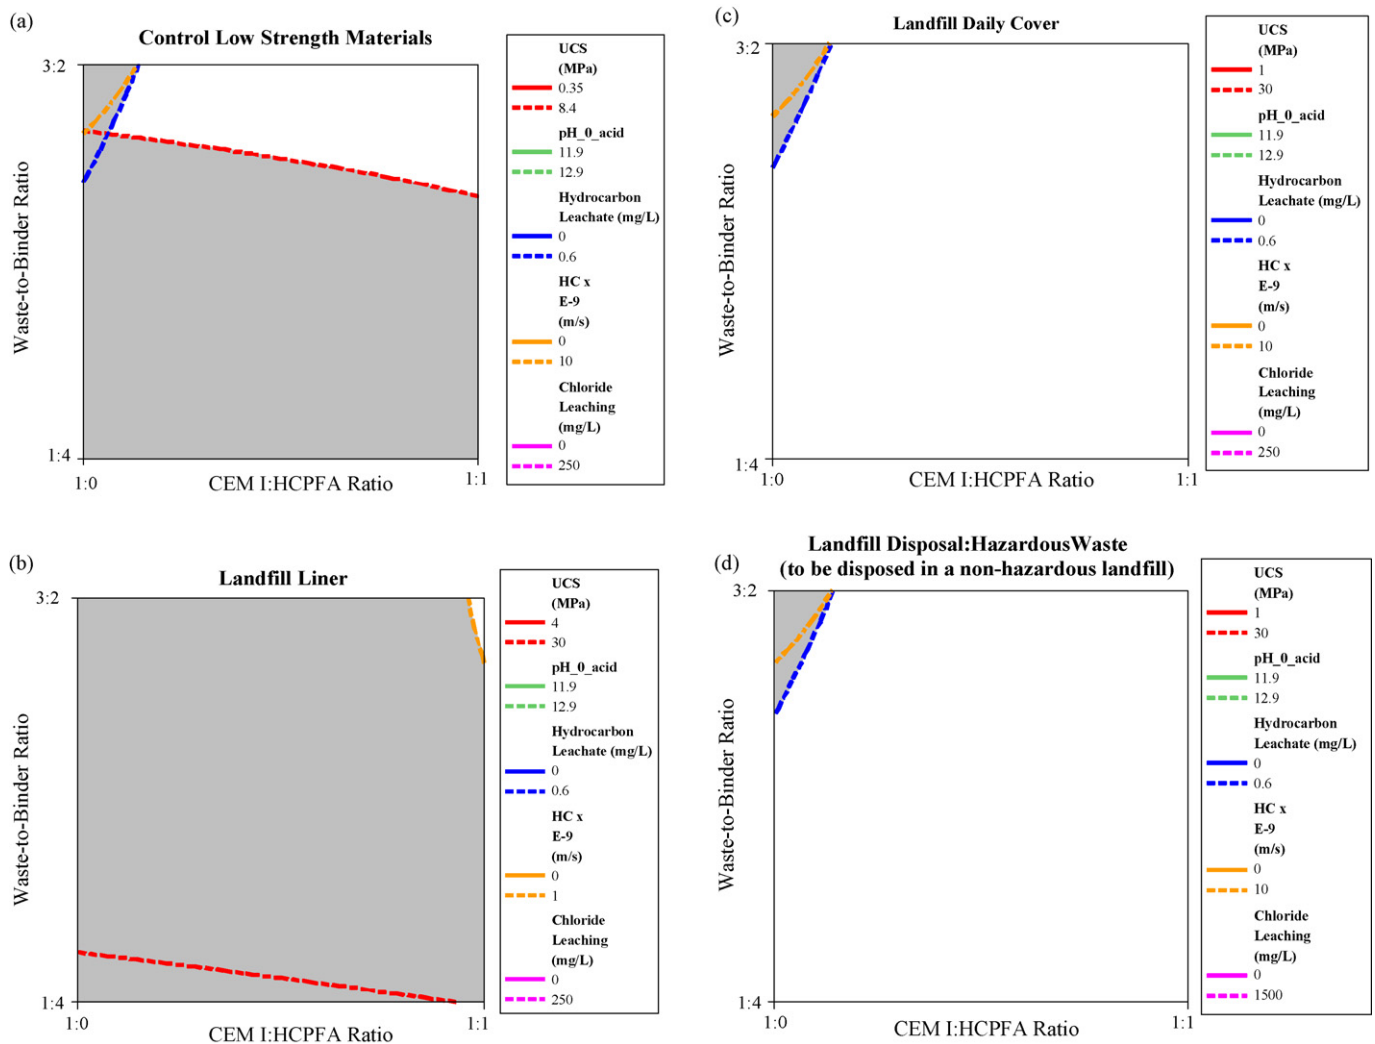 (a)
Control Low Strength Materials
3:2
Waste-to-Binder Ratio
1:4
1:0
CEM I:HCPFA Ratio
1:1
UCS
(MPa)
0.35
8.4
pH_0_acid
11.9
12.9
Hydrocarbon
Leachate (mg/L)
0
0.6
HC x
E-9
(m/s)
0
10
Chloride
Leaching
(mg/L)
0
250
(c)
Landfill Daily Cover
3:2
Waste-to-Binder Ratio
1:4
1:0
CEM I:HCPFA Ratio
1:1
UCS
(MPa)
1
30
pH_0_acid
11.9
12.9
Hydrocarbon
Leachate (mg/L)
0
0.6
HC x
E-9
(m/s)
0
10
Chloride
Leaching
(mg/L)
0
250
(b)
Landfill Liner
3:2
Waste-to-Binder Ratio
1:4
1:0
CEM I:HCPFA Ratio
1:1
UCS
(MPa)
4
30
pH_0_acid
11.9
12.9
Hydrocarbon
Leachate (mg/L)
0
0.6
HC x
E-9
(m/s)
0
1
Chloride
Leaching
(mg/L)
0
250
(d)
Landfill Disposal:HazardousWaste
(to be disposed in a non-hazardous landfill)
3:2
Waste-to-Binder Ratio
1:4
1:0
CEM I:HCPFA Ratio
1:1
UCS
(MPa)
1
30
pH_0_acid
11.9
12.9
Hydrocarbon
Leachate (mg/L)
0
0.6
HC x
E-9
(m/s)
0
10
Chloride
Leaching
(mg/L)
0
1500